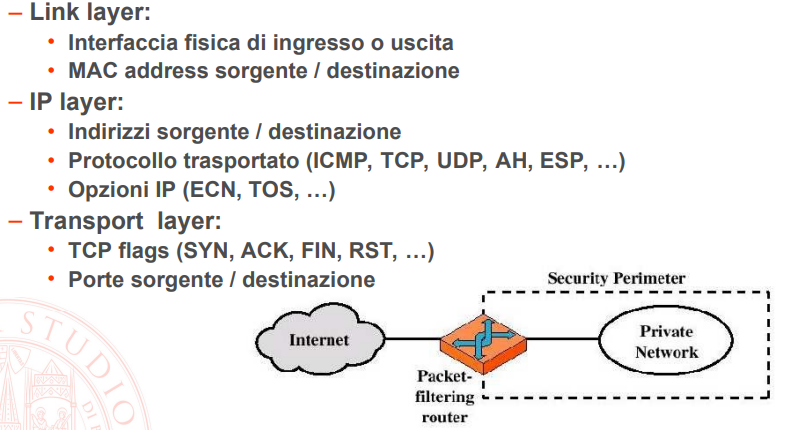 – Link layer:
• Interfaccia fisica di ingresso o uscita
• MAC address sorgente / destinazione
– IP layer:
• Indirizzi sorgente / destinazione
• Protocollo trasportato (ICMP, TCP, UDP, AH, ESP, …)
• Opzioni IP (ECN, TOS, …)
– Transport layer:
• TCP flags (SYN, ACK, FIN, RST, …)
• Porte sorgente / destinazione
Security Perimeter
Internet
Private
Network
Packet-
filtering
router
STUDIO